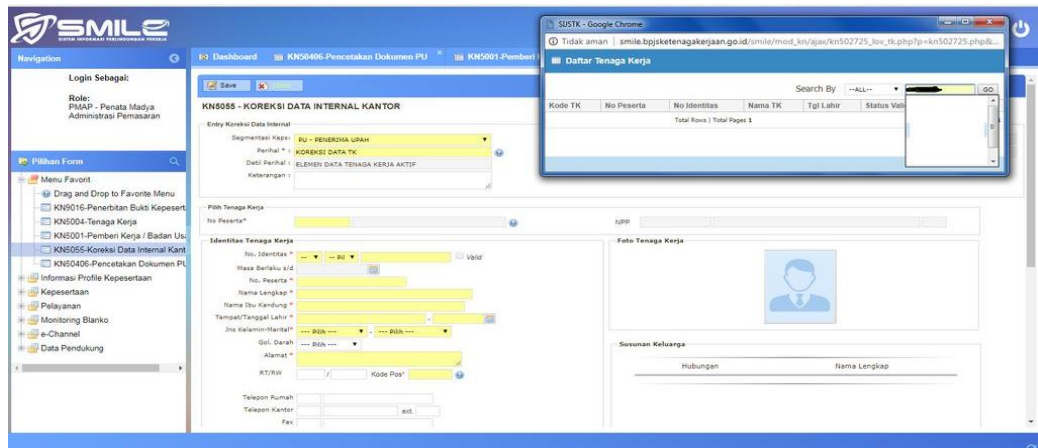 SMILE
SISTEM INFORMASI PERLINDUNGAN PEKERJA
SIJSTK - Google Chrome
Tidak aman | smile.bpjsketenagakerjaan.go.id/smile/mod_kn/ajax/kn502725_lov_tk.php?p=kn502725.php&...
Daftar Tenaga Kerja
Search By --ALL-- GO
Kode TK No Peserta No Identitas Nama TK Tgl Lahir Status Vali
Total Rows | Total Pages 1
Navigation
Dashboard KN50406-Pencetakan Dokumen PU KN5001-Pemberi
Login Sebagai:
Role:
PMAP - Penata Madya
Administrasi Pemasaran
Pilihan Form
Menu Favorit
Drag and Drop to Favorite Menu
KN9016-Penerbitan Bukti Kepesert
KN5004-Tenaga Kerja
KN5001-Pemberi Kerja / Badan Us
KN5055-Koreksi Data Internal Kant
KN50406-Pencetakan Dokumen PU
Informasi Profile Kepesertaan
Kepesertaan
Pelayanan
Monitoring Blanko
e-Channel
Data Pendukung
Save
KN5055 - KOREKSI DATA INTERNAL KANTOR
Entry Koreksi Data Internal
Segmentasi Keps: PU - PENERIMA UPAH
Perihal * : KOREKSI DATA TK
Detil Perihal : ELEMEN DATA TENAGA KERJA AKTIF
Keterangan :
Pilih Tenaga Kerja
No Peserta* NPP
Identitas Tenaga Kerja
No. Identitas * -- -- Pil Valid
Masa Berlaku s/d
No. Peserta *
Nama Lengkap *
Nama Ibu Kandung *
Tempat/Tanggal Lahir * -
Jns Kelamin-Marital* --- Pilih --- - --- Pilih ---
Gol. Darah --- Pilih ---
Alamat *
RT/RW / Kode Pos*
Telepon Rumah
Telepon Kantor ext.
Fax
Foto Tenaga Kerja
Susunan Keluarga
Hubungan Nama Lengkap